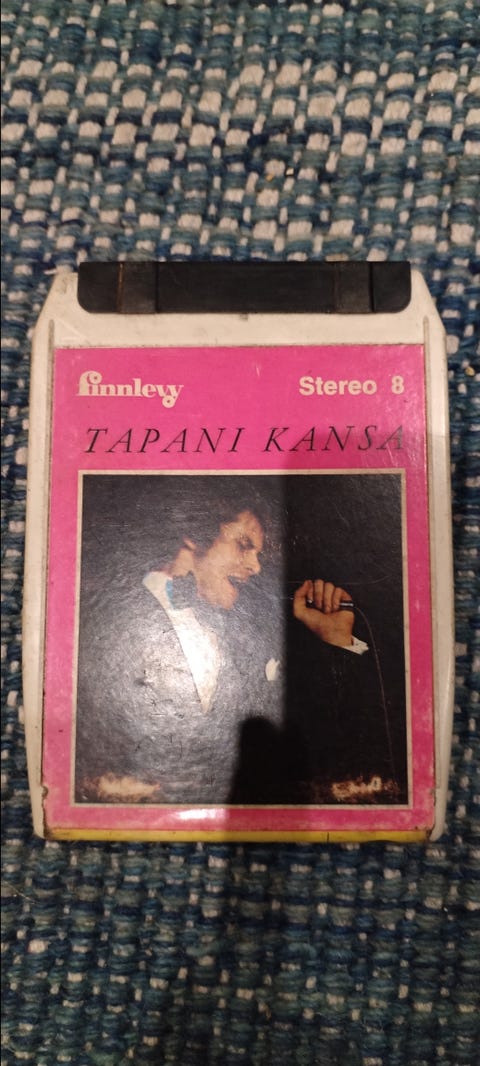 finnlevy
Stereo 8
TAPANI KANSA